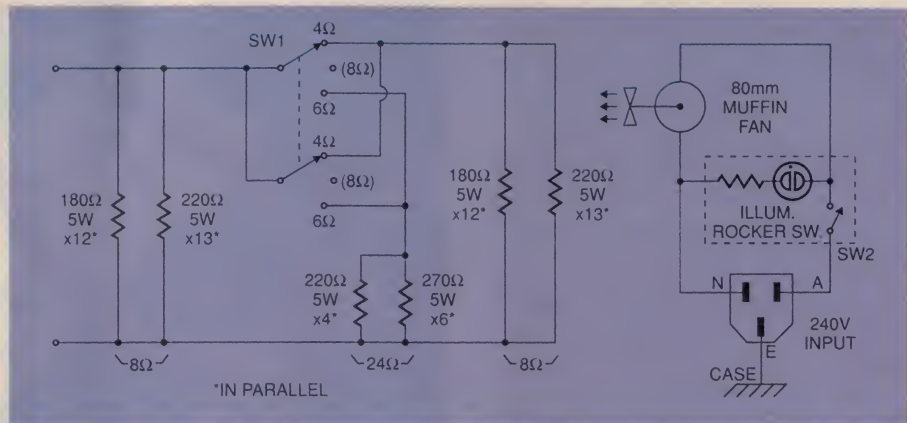 SW1
4Ω
(8Ω)
6Ω
4Ω
(8Ω)
6Ω
180Ω
5W
x12*
220Ω
5W
x13*
220Ω
5W
x4*
270Ω
5W
x6*
180Ω
5W
x12*
220Ω
5W
x13*
8Ω
24Ω
8Ω
*IN PARALLEL
80mm
MUFFIN
FAN
ILLUM.
ROCKER SW.
SW2
N
A
E
240V
INPUT
CASE